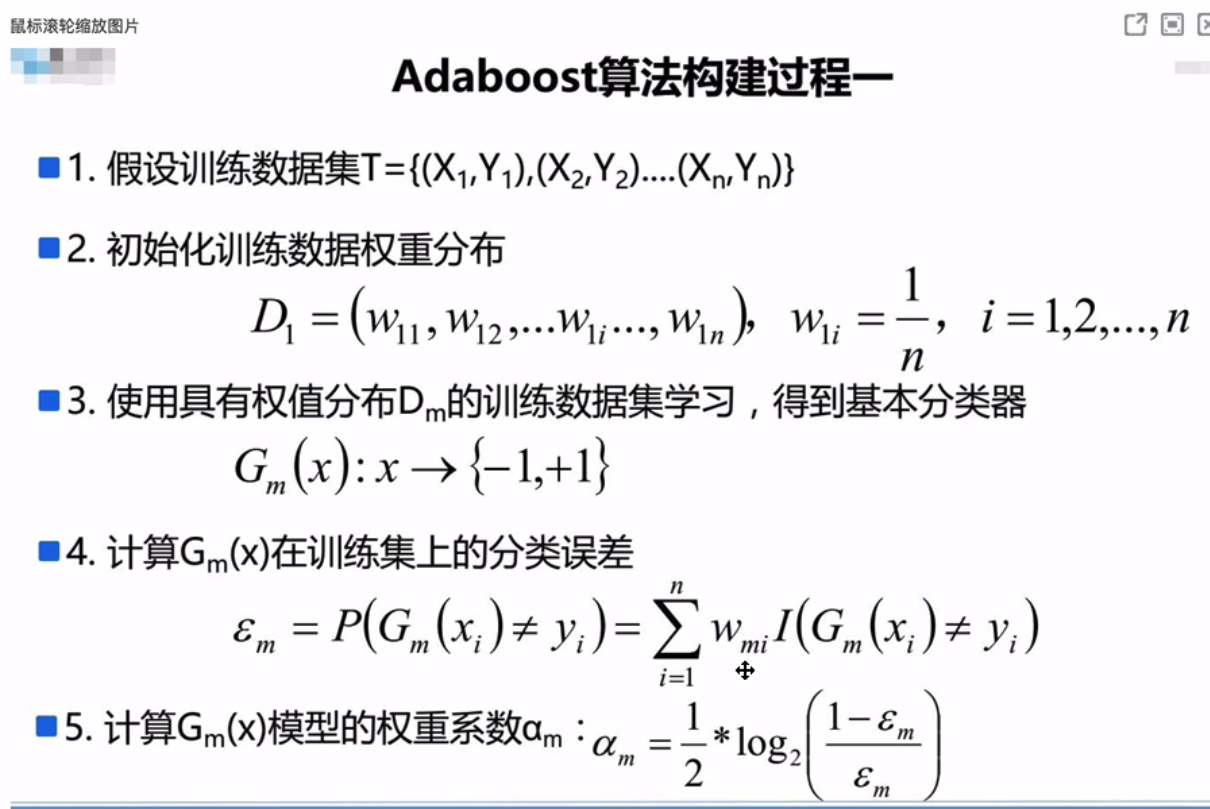 鼠标滚轮缩放图片
Adaboost算法构建过程一
1. 假设训练数据集T={(X₁,Y₁),(X₂,Y₂)....(Xₙ,Yₙ)}
2. 初始化训练数据权重分布
D₁ = (w₁₁, w₁₂,...w₁ᵢ..., w₁ₙ), w₁ᵢ = 1/n, i = 1,2,..., n
3. 使用具有权值分布Dₘ的训练数据集学习，得到基本分类器
Gₘ(x): x → {−1,+1}
4. 计算Gₘ(x)在训练集上的分类误差
εₘ = P(Gₘ(xᵢ) ≠ yᵢ) = ∑ᵢ₌₁ⁿ wₘᵢ I(Gₘ(xᵢ) ≠ yᵢ)
5. 计算Gₘ(x)模型的权重系数αₘ：αₘ = 1/2 * log₂((1−εₘ)/εₘ)